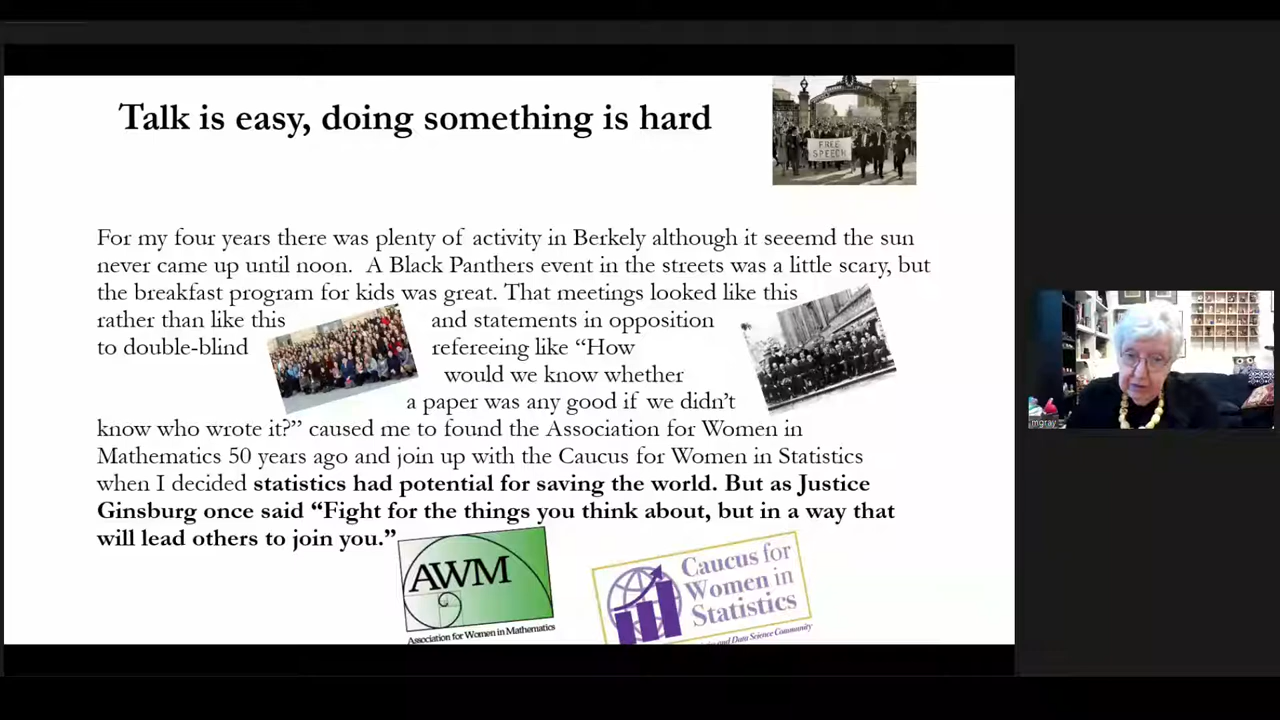 Talk is easy, doing something is hard
FREE
SPEECH
For my four years there was plenty of activity in Berkely although it seeemd the sun
never came up until noon. A Black Panthers event in the streets was a little scary, but
the breakfast program for kids was great. That meetings looked like this
rather than like this and statements in opposition
to double-blind refereeing like “How
would we know whether
a paper was any good if we didn’t
know who wrote it?” caused me to found the Association for Women in
Mathematics 50 years ago and join up with the Caucus for Women in Statistics
when I decided statistics had potential for saving the world. But as Justice
Ginsburg once said “Fight for the things you think about, but in a way that
will lead others to join you.”
AWM
Association for Women in Mathematics
Caucus for
Women in
Statistics
and Data Science Community
mgray